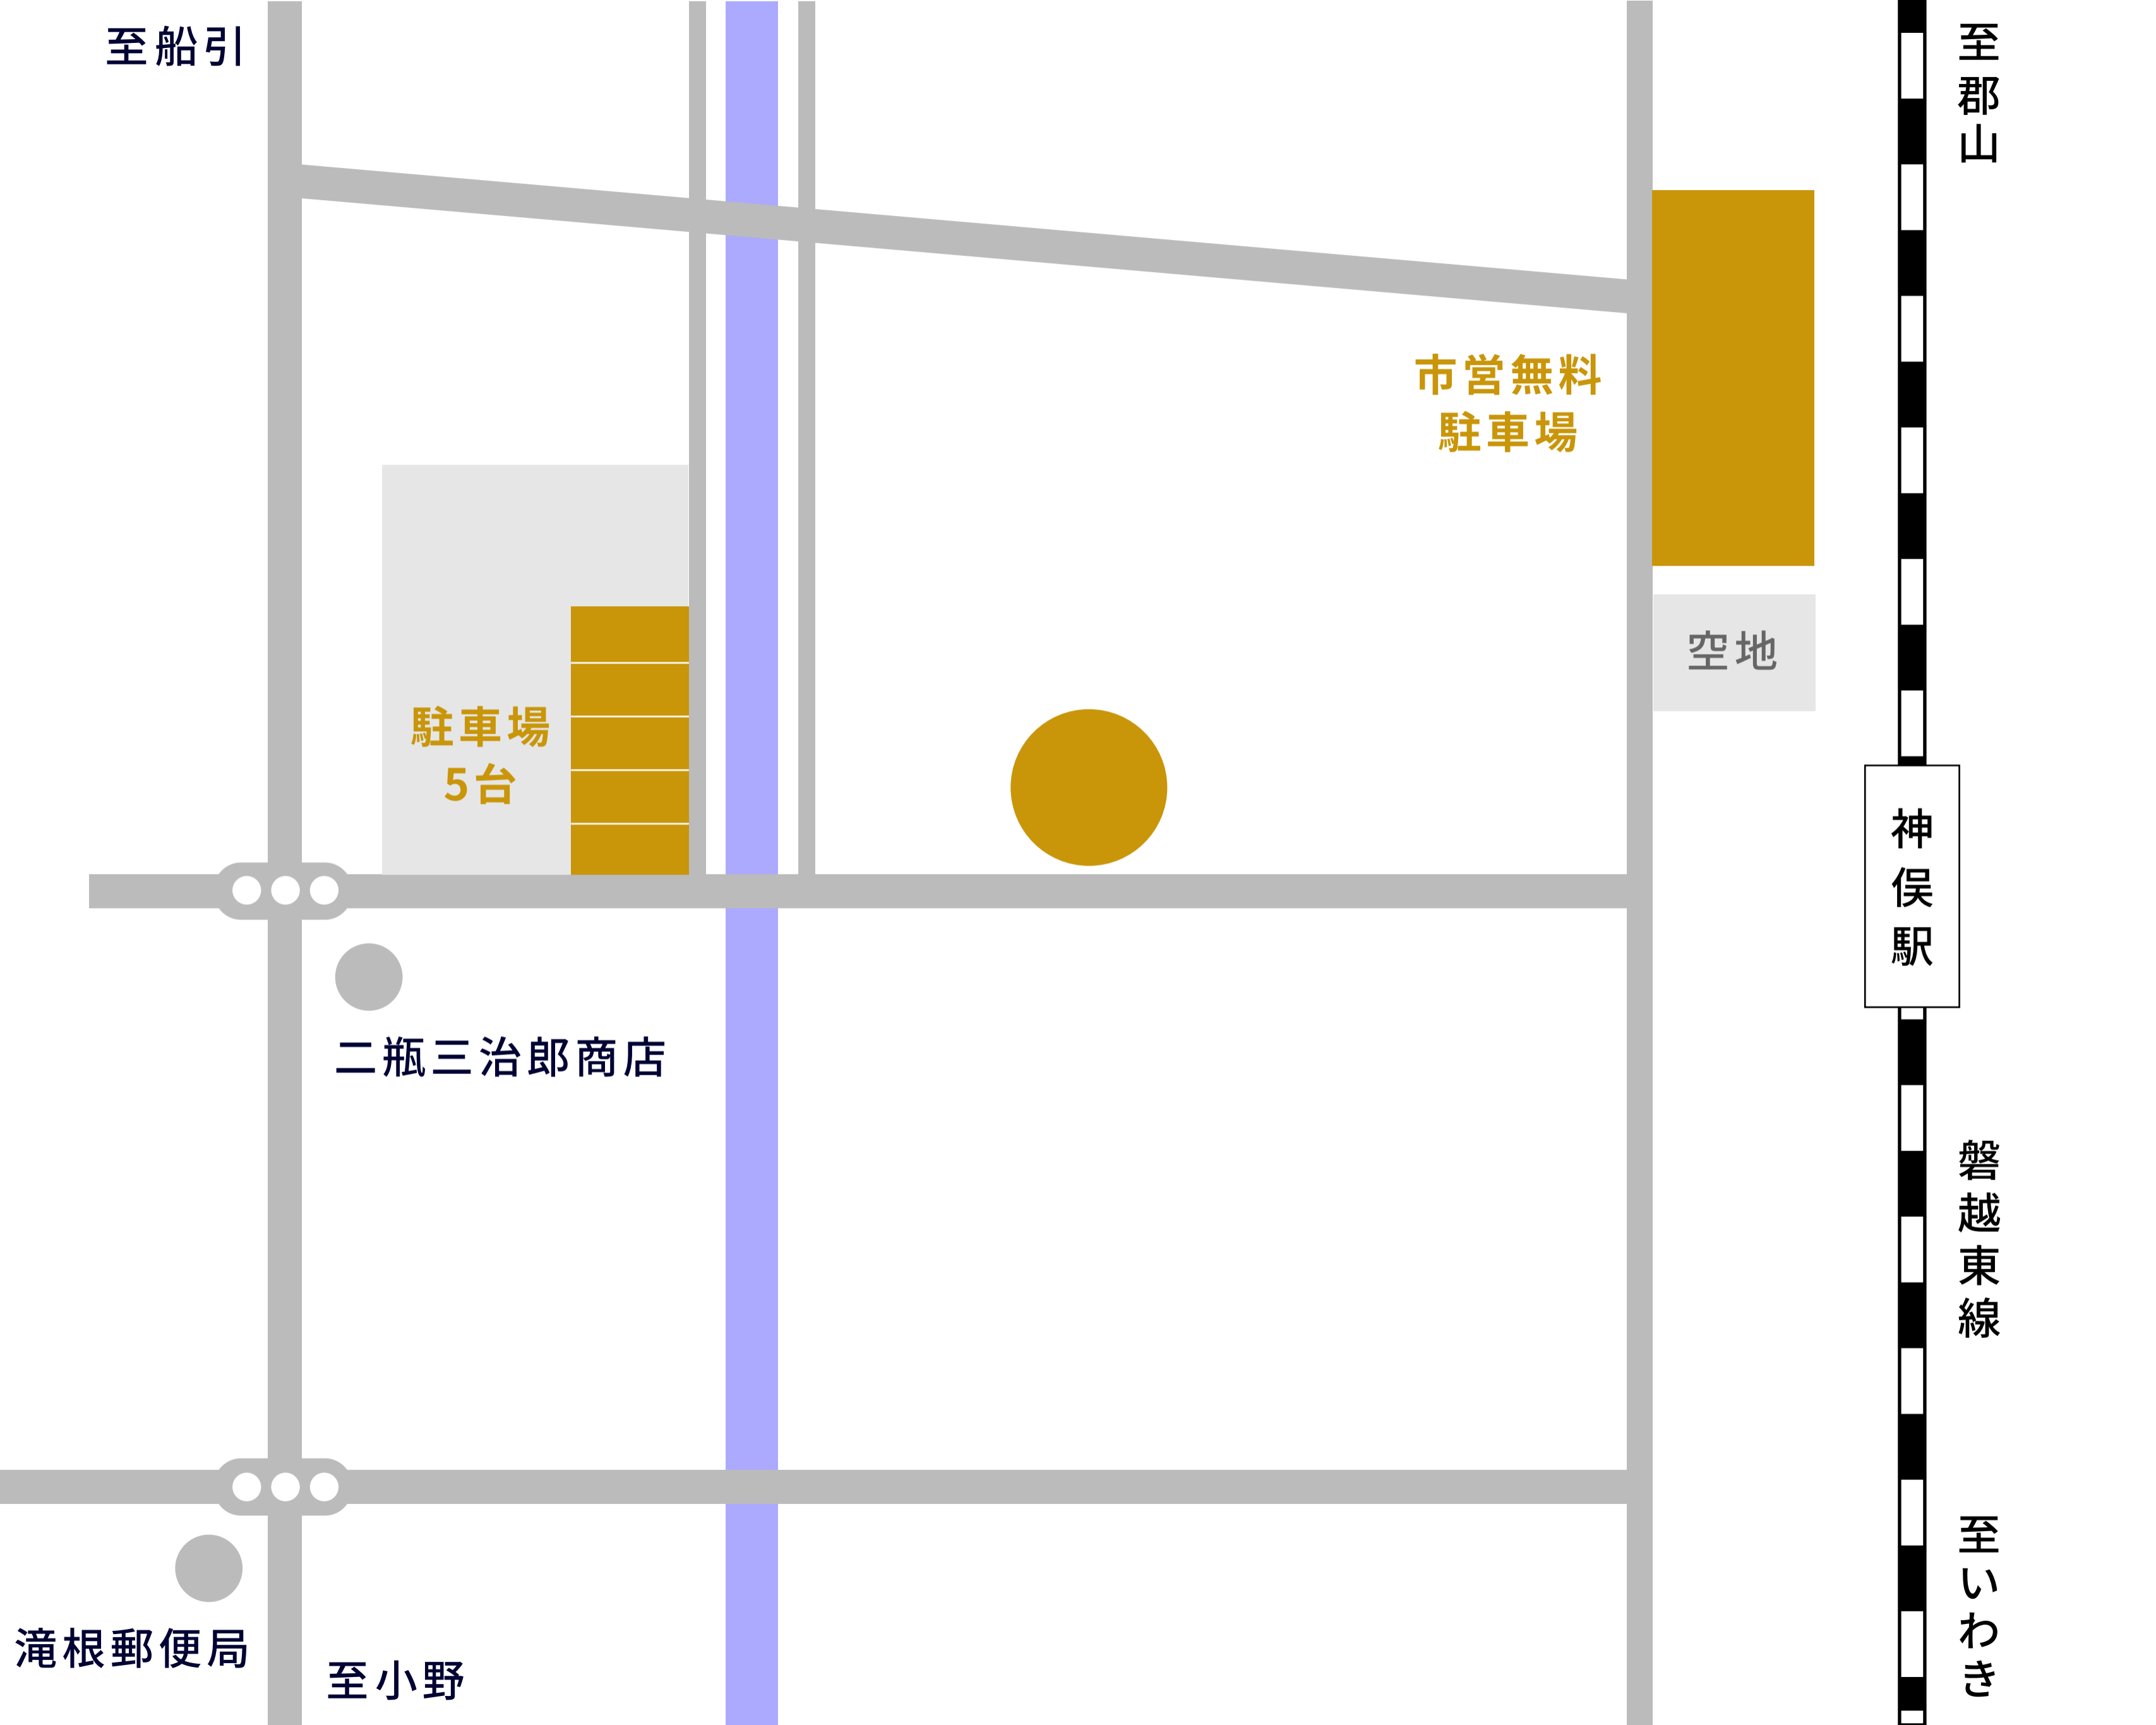 至船引
至郡山
市営無料
駐車場
空地
駐車場
5台
神俣駅
二瓶三治郎商店
磐越東線
至いわき
滝根郵便局
至小野